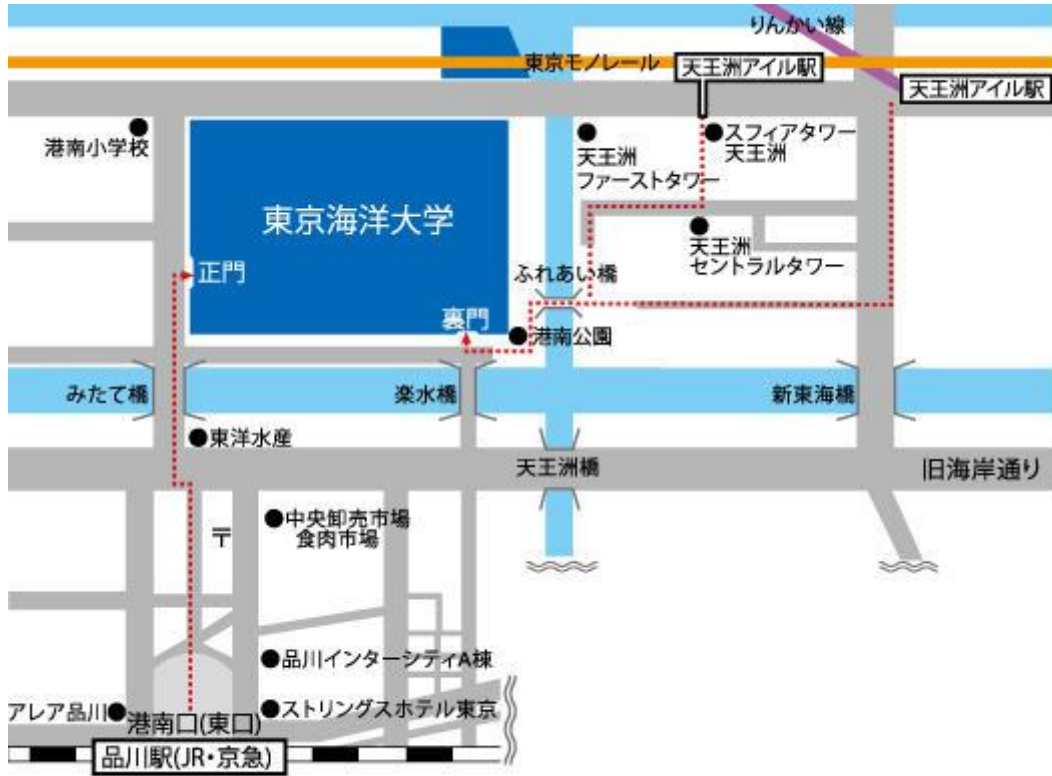 りんかい線
東京モノレール
天王洲アイル駅
天王洲アイル駅
港南小学校
天王洲
ファーストタワー
スフィアタワー
天王洲
東京海洋大学
天王洲
セントラルタワー
正門
ふれあい橋
裏門
港南公園
みたて橋
楽水橋
新東海橋
東洋水産
天王洲橋
旧海岸通り
〒
中央卸売市場
食肉市場
品川インターシティA棟
アレア品川
港南口(東口)
ストリングスホテル東京
品川駅(JR・京急)